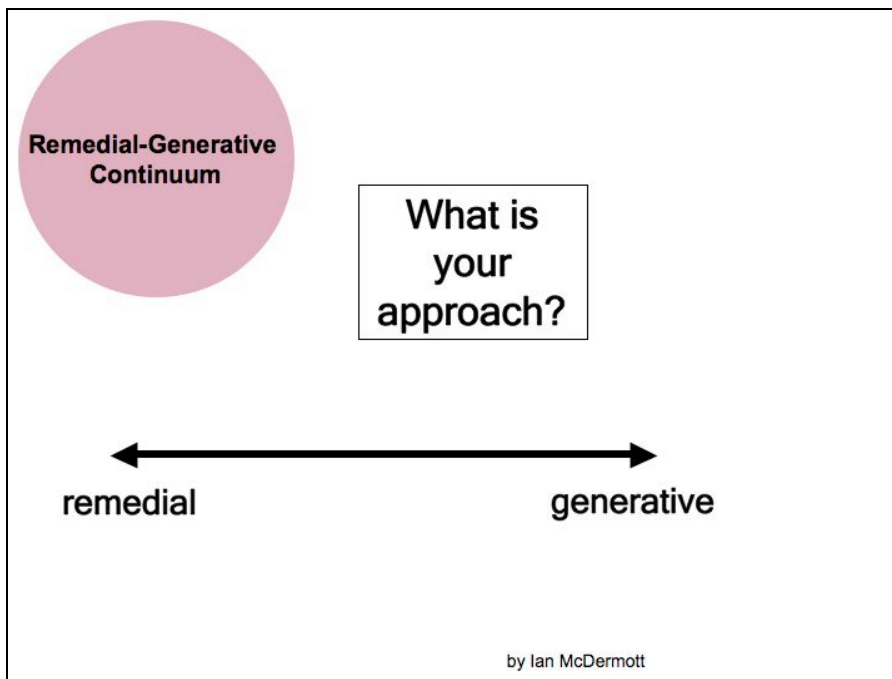 Remedial-Generative
Continuum
What is
your
approach?
remedial
generative
by Ian McDermott